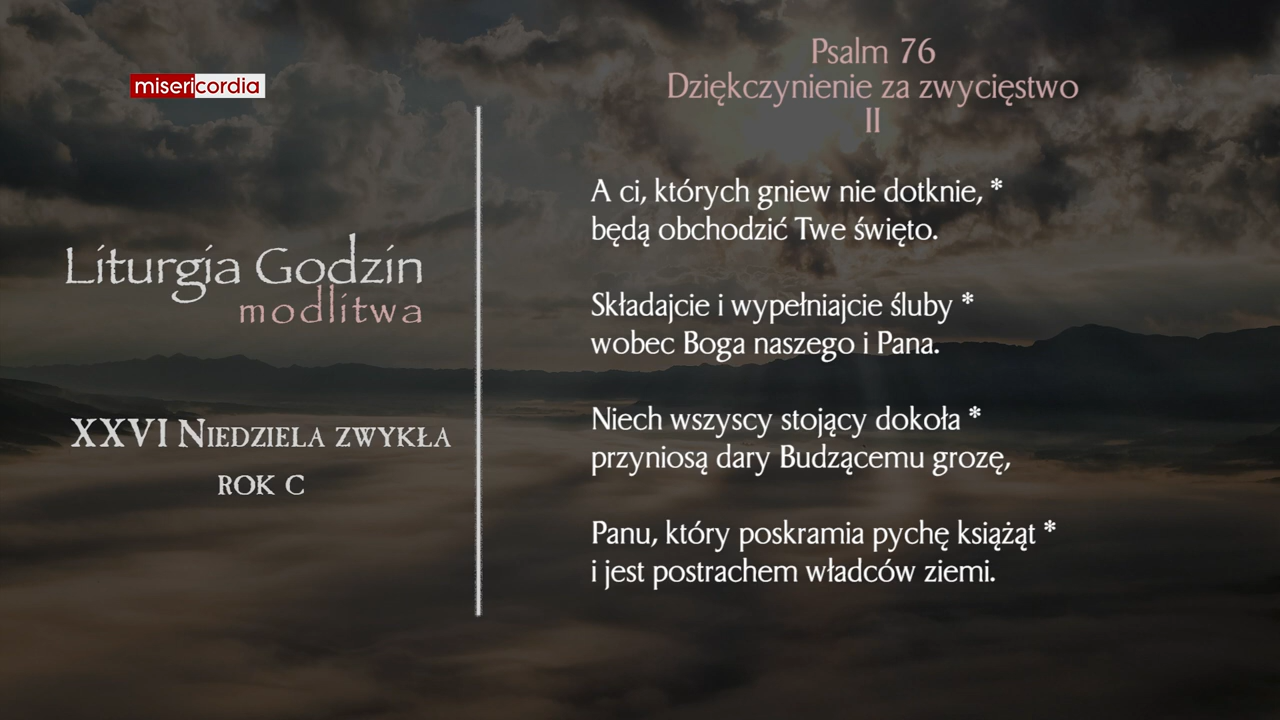 misericordia
Liturgia Godzin
modlitwa
XXVI Niedziela zwykła
rok C
Psalm 76
Dziękczynienie za zwycięstwo
II
A ci, których gniew nie dotknie, *
będą obchodzić Twe święto.
Składajcie i wypełniajcie śluby *
wobec Boga naszego i Pana.
Niech wszyscy stojący dokoła *
przyniosą dary Budzącemu grozę,
Panu, który poskramia pychę książąt *
i jest postrachem władców ziemi.